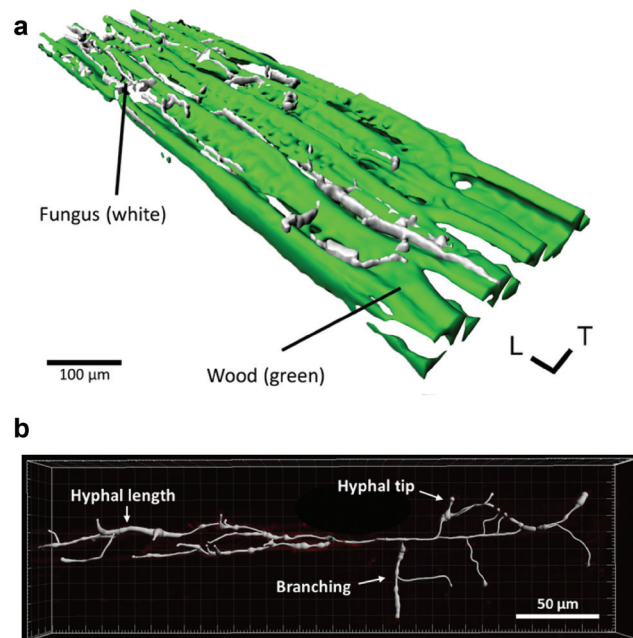 a
Fungus (white)
Wood (green)
100 µm
L
T
b
Hyphal length
Hyphal tip
Branching
50 µm